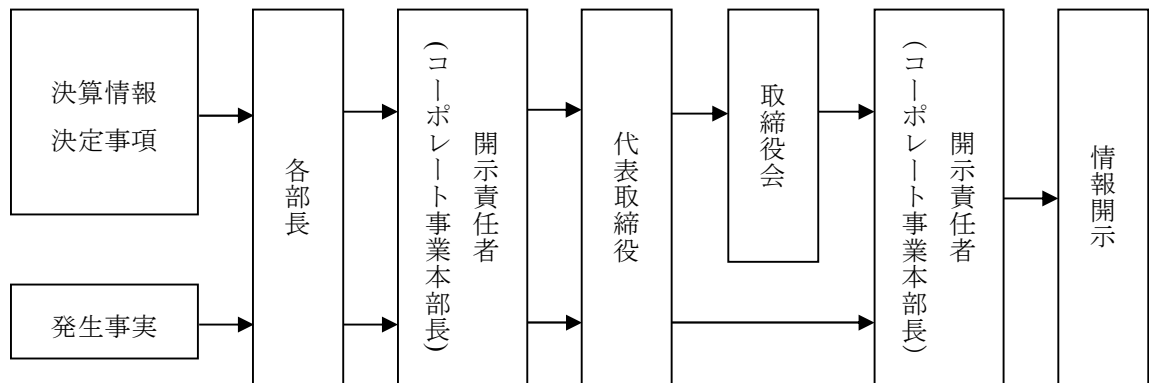 決算情報
決定事項
発生事実
各部長
開示責任者
(コーポレート事業本部長)
代表取締役
取締役会
開示責任者
(コーポレート事業本部長)
情報開示